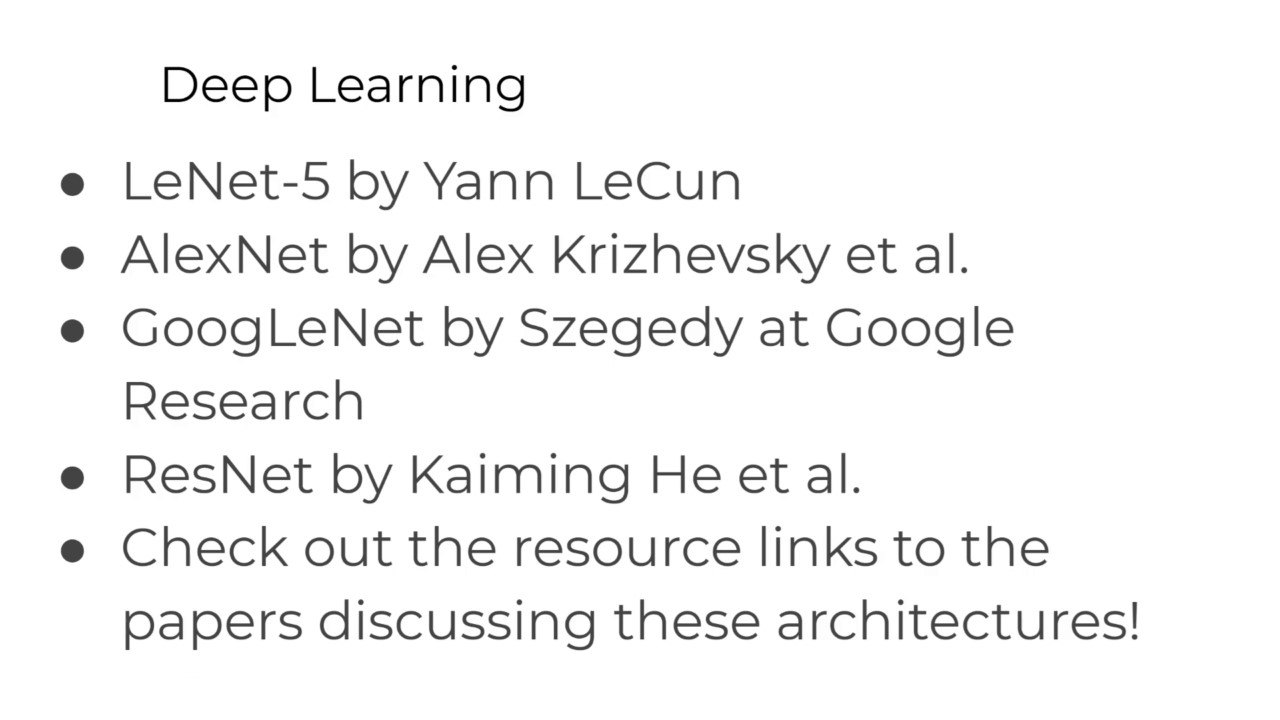 Deep Learning
● LeNet-5 by Yann LeCun
● AlexNet by Alex Krizhevsky et al.
● GoogLeNet by Szegedy at Google
Research
● ResNet by Kaiming He et al.
● Check out the resource links to the
papers discussing these architectures!